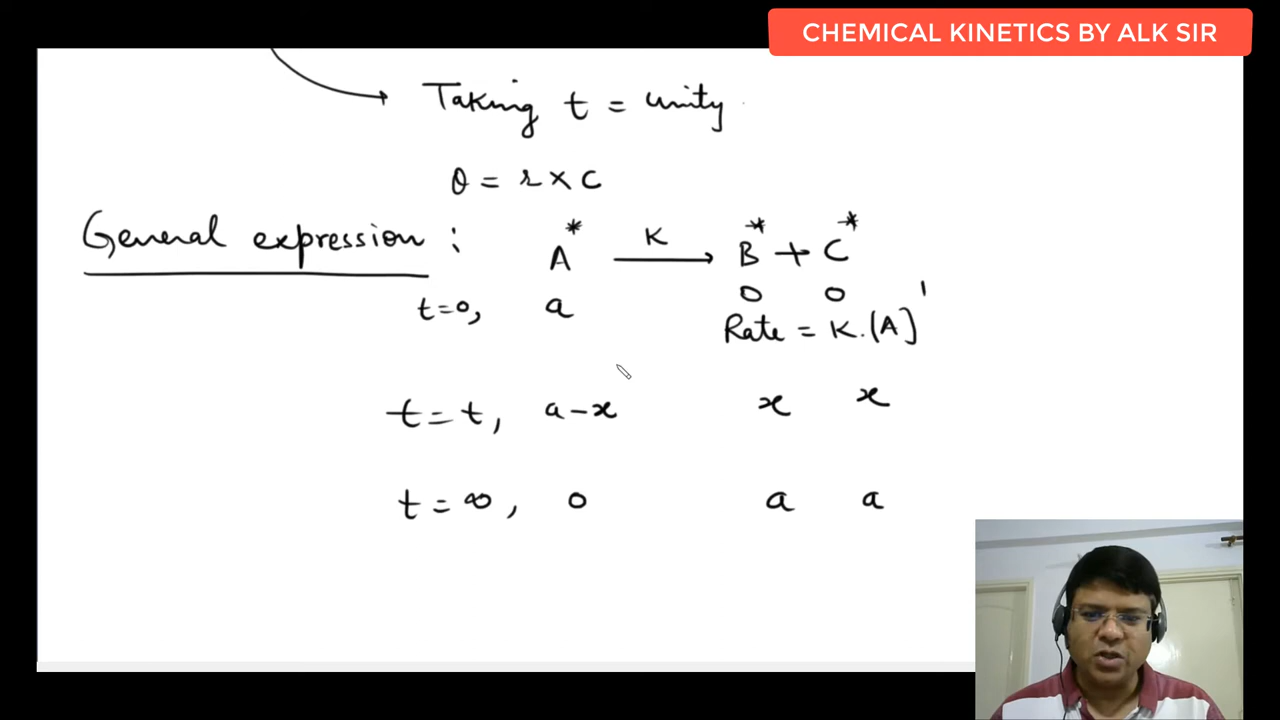 CHEMICAL KINETICS BY ALK SIR
Taking t = unity
θ = r × C
General expression : A* —K→ B* + C*
t=0, a 0 0
Rate = K.(A]¹
t = t, a - x x x
t = ∞, 0 a a